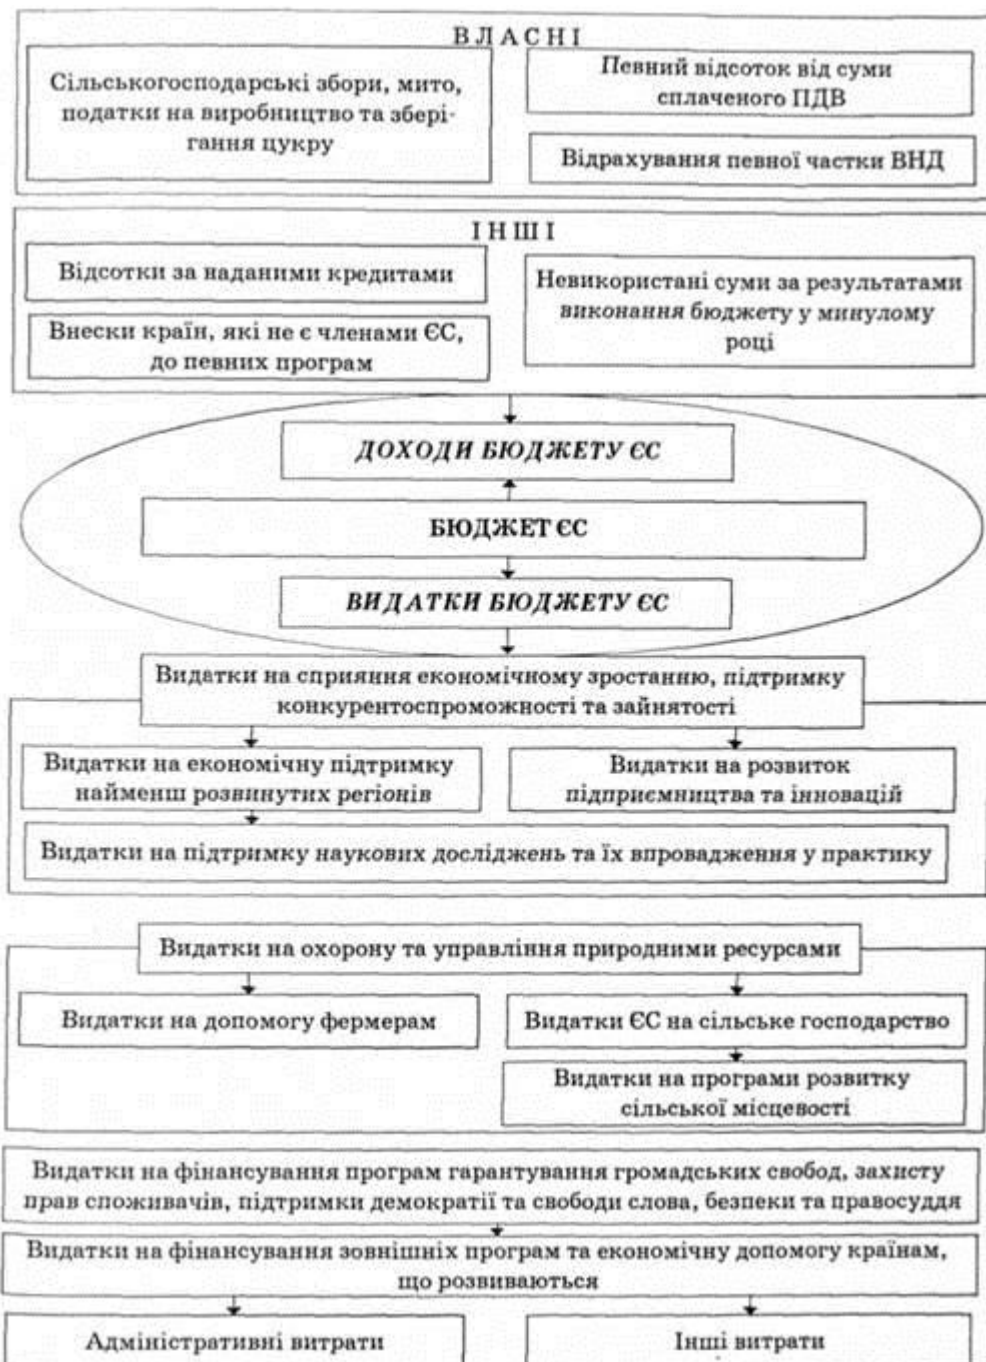 ВЛАСНІ
Сільськогосподарські збори, мито,
податки на виробництво та збері-
гання цукру
Певний відсоток від суми
сплаченого ПДВ
Відрахування певної частки ВНД
ІНШІ
Відсотки за наданими кредитами
Внески країн, які не є членами ЄС,
до певних програм
Невикористані суми за результатами
виконання бюджету у минулому
році
ДОХОДИ БЮДЖЕТУ ЄС
БЮДЖЕТ ЄС
ВИДАТКИ БЮДЖЕТУ ЄС
Видатки на сприяння економічному зростанню, підтримку
конкурентоспроможності та зайнятості
Видатки на економічну підтримку
найменш розвинутих регіонів
Видатки на розвиток
підприємництва та інновацій
Видатки на підтримку наукових досліджень та їх впровадження у практику
Видатки на охорону та управління природними ресурсами
Видатки на допомогу фермерам
Видатки ЄС на сільське господарство
Видатки на програми розвитку
сільської місцевості
Видатки на фінансування програм гарантування громадських свобод, захисту
прав споживачів, підтримки демократії та свободи слова, безпеки та правосуддя
Видатки на фінансування зовнішніх програм та економічну допомогу країнам,
що розвиваються
Адміністративні витрати
Інші витрати